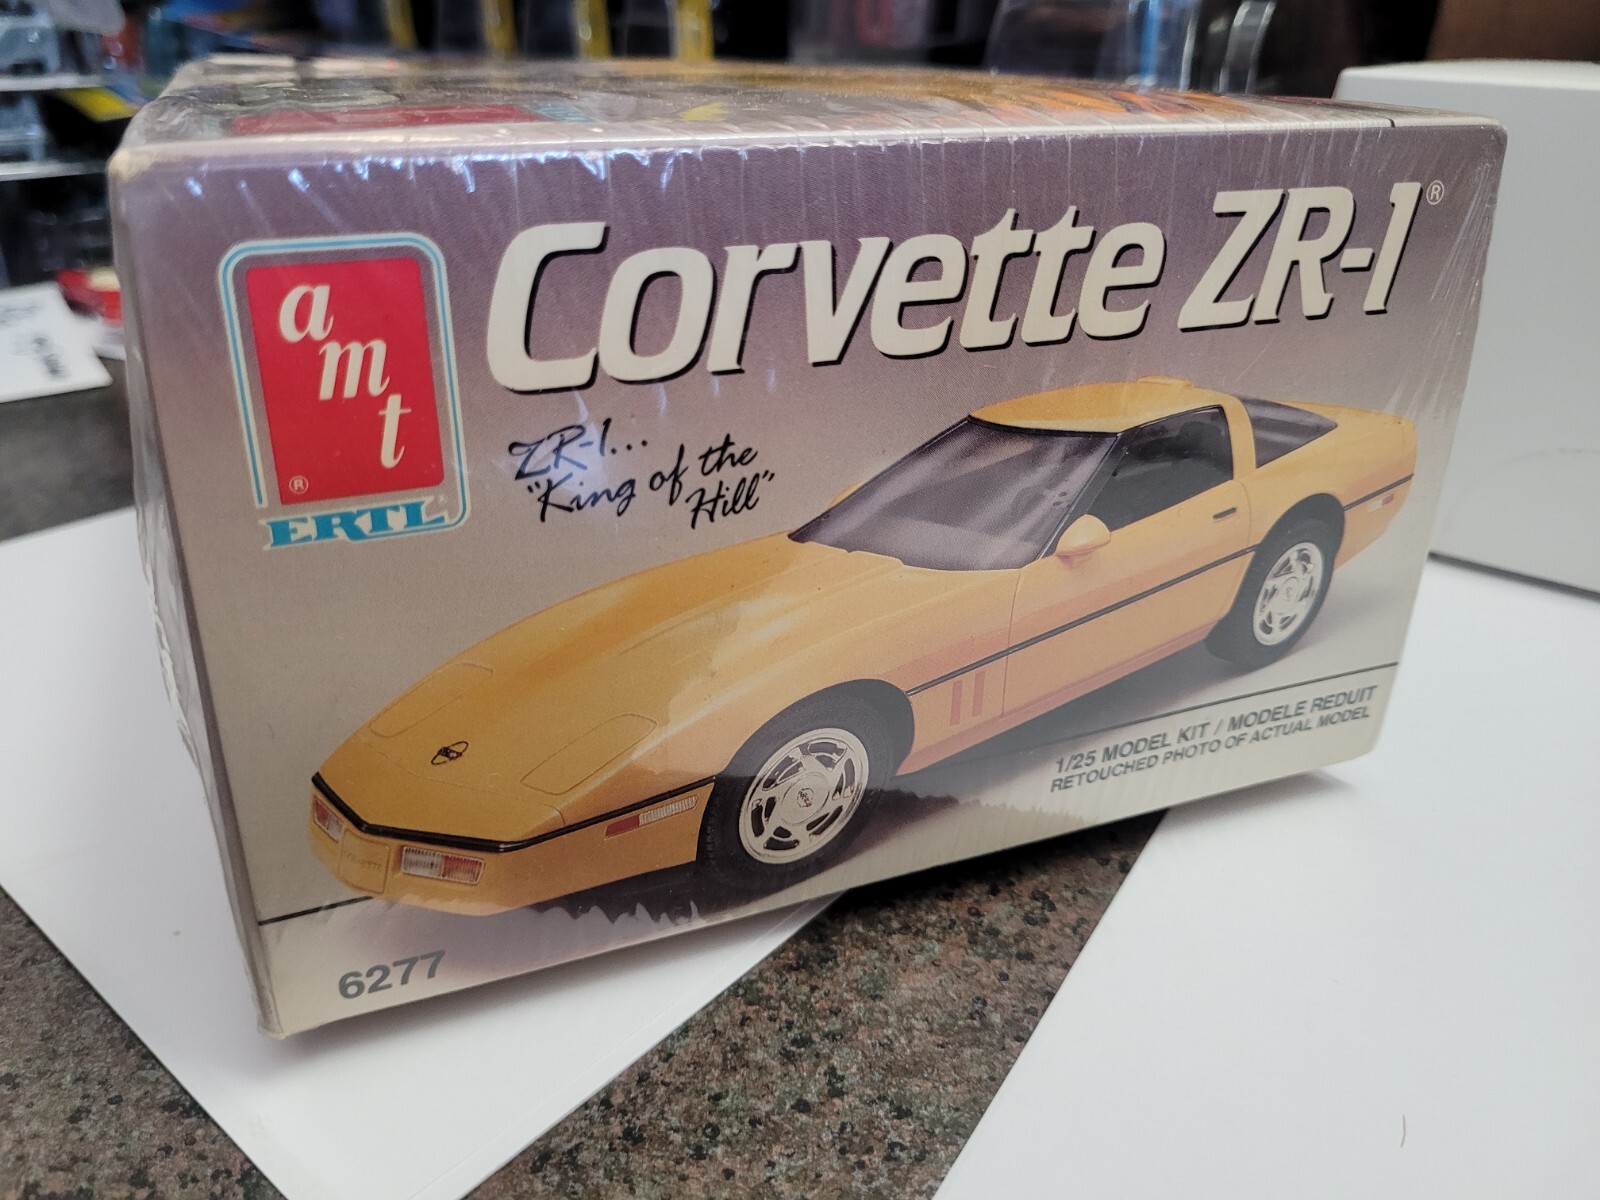 Corvette ZR-1®
a
m
t
®
ERTL®
ZR-1...
"King of the
Hill"
1/25 MODEL KIT / MODELE REDUIT
RETOUCHED PHOTO OF ACTUAL MODEL
6277